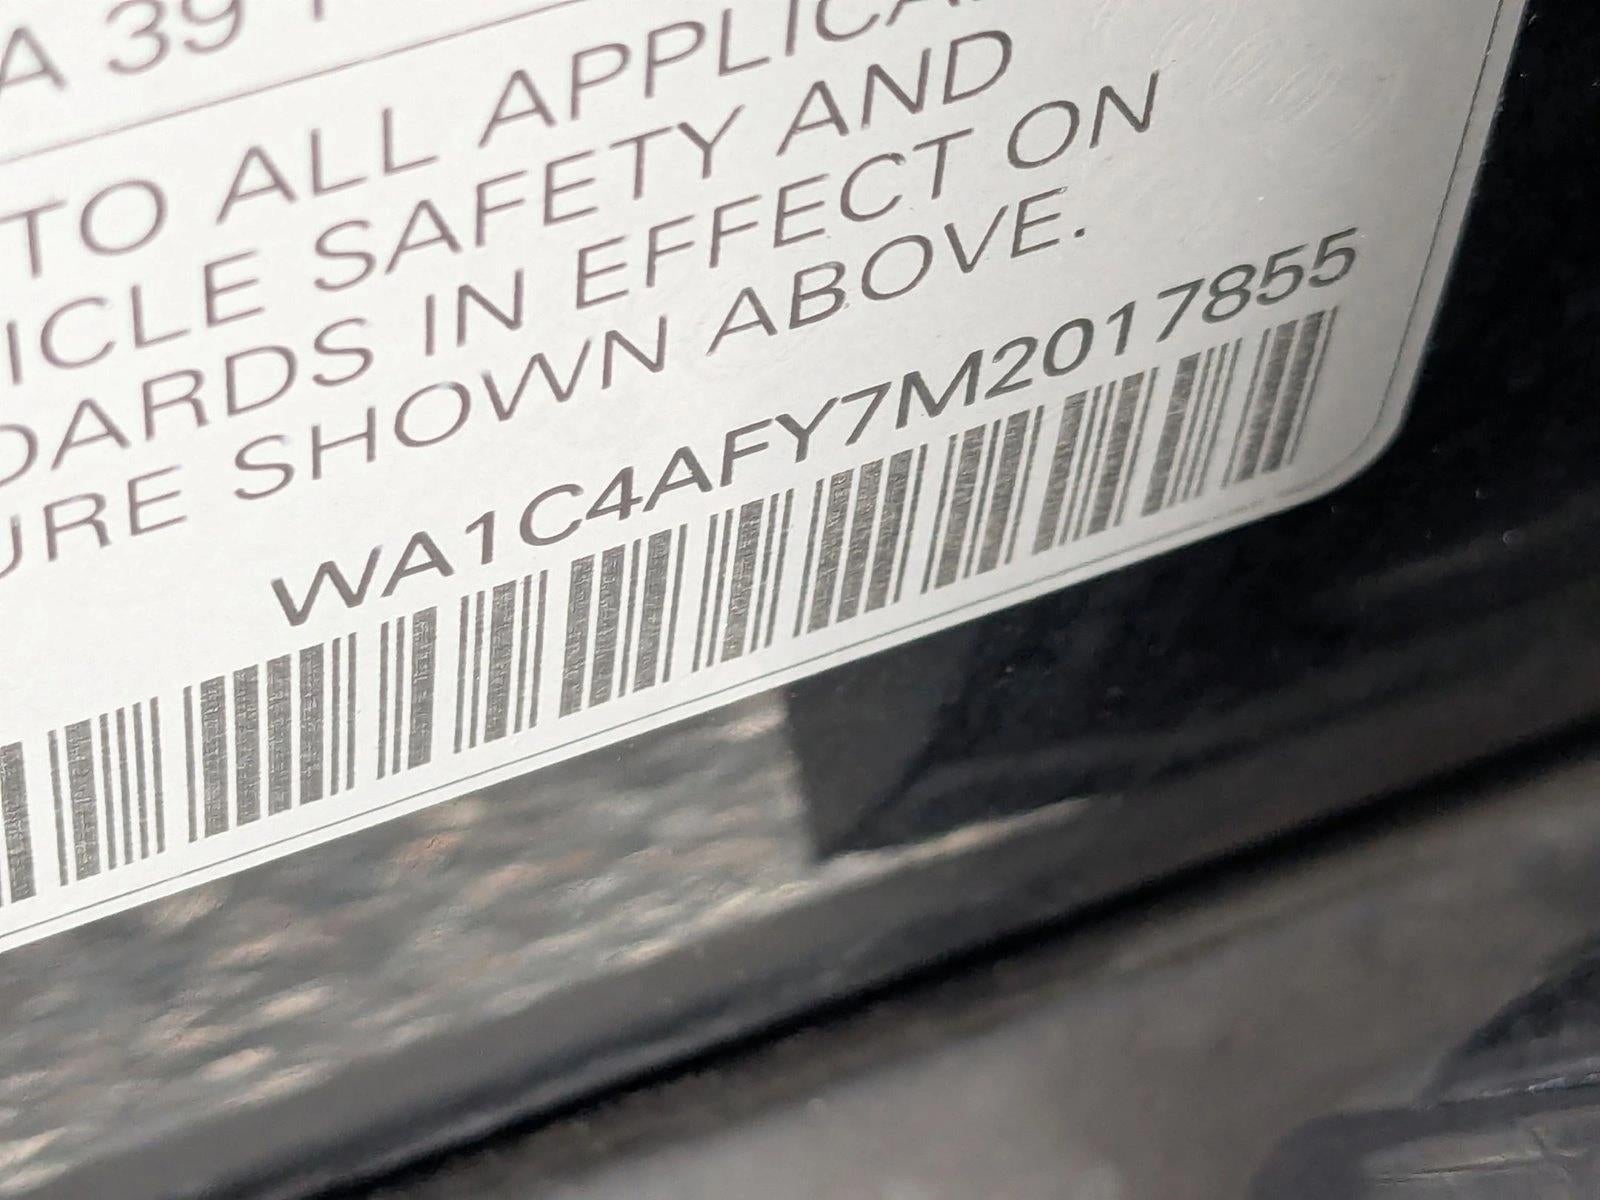 A 39
TO ALL APPLICA
ICLE SAFETY AND
DARDS IN EFFECT ON
URE SHOWN ABOVE.
WA1C4AFY7M2017855